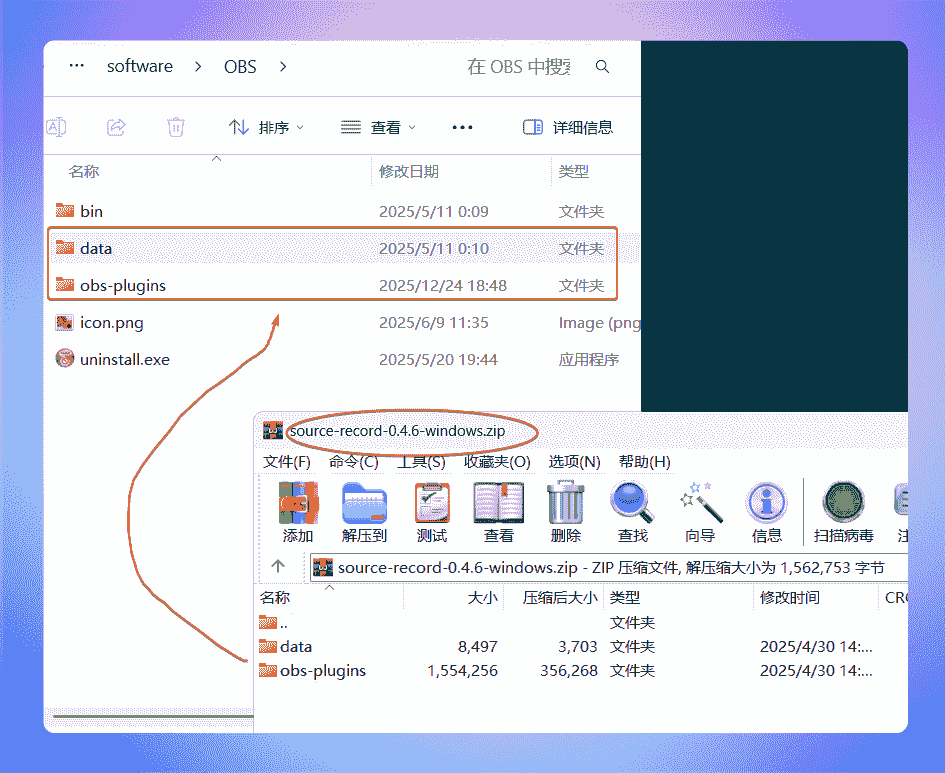 ··· software > OBS >
在 OBS 中搜
排序 查看 ··· 详细信息
名称 修改日期 类型
bin 2025/5/11 0:09 文件夹
data 2025/5/11 0:10 文件夹
obs-plugins 2025/12/24 18:48 文件夹
icon.png 2025/6/9 11:35 Image (png
uninstall.exe 2025/5/20 19:44 应用程序
source-record-0.4.6-windows.zip
文件(F) 命令(C) 工具(S) 收藏夹(O) 选项(N) 帮助(H)
添加 解压到 测试 查看 删除 查找 向导 信息 扫描病毒
source-record-0.4.6-windows.zip - ZIP 压缩文件, 解压缩大小为 1,562,753 字节
名称 大小 压缩后大小 类型 修改时间 CRC
.. 文件夹
data 8,497 3,703 文件夹 2025/4/30 14:...
obs-plugins 1,554,256 356,268 文件夹 2025/4/30 14:...